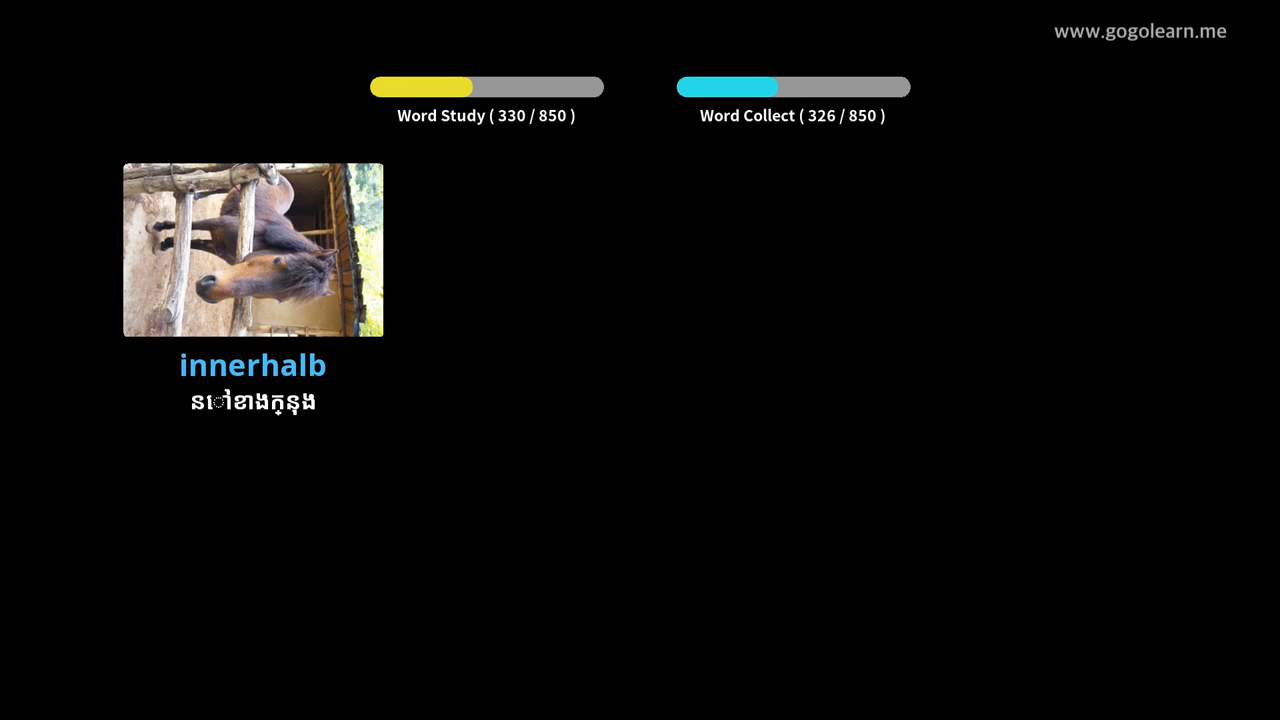 www.gogolearn.me
Word Study ( 330 / 850 )
Word Collect ( 326 / 850 )
innerhalb
នៅខាងក្នុង